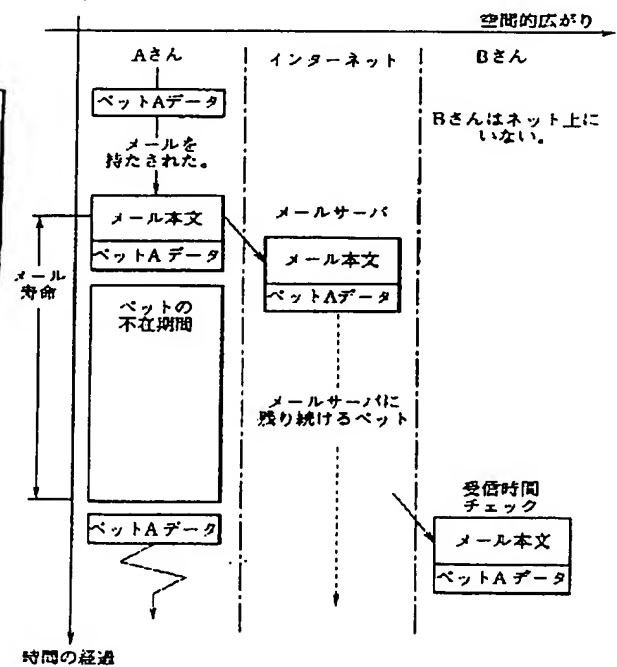 空間的広がり
Aさん
インターネット
Bさん
ペットAデータ
メールを
持たされた。
Bさんはネット上に
いない。
メール本文
ペットAデータ
メールサーバ
メール本文
ペットAデータ
メール
寿命
ペットの
不在期間
メールサーバに
残り続けるペット
受信時間
チェック
メール本文
ペットAデータ
ペットAデータ
時間の経過